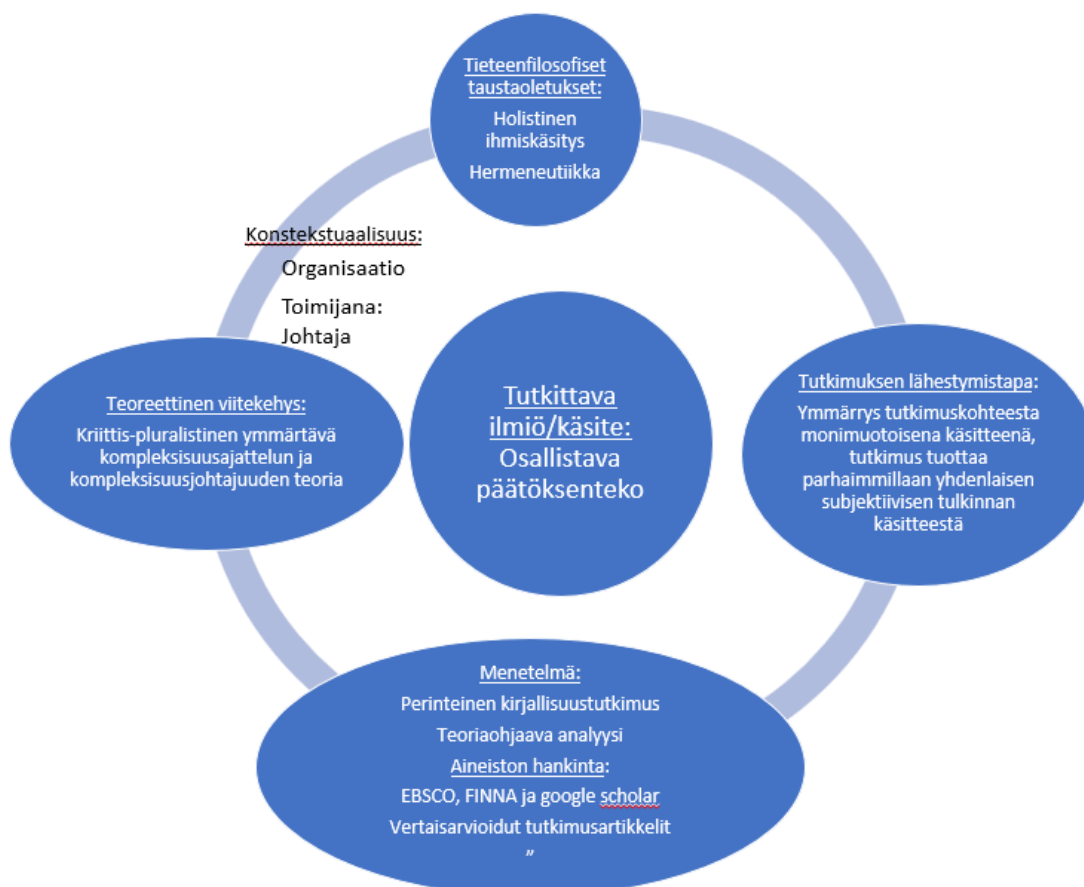 Tieteenfilosofiset
taustaoletukset:
Holistinen
ihmiskäsitys
Hermeneutiikka
Konstekstuaalisuus:
Organisaatio
Toimijana:
Johtaja
Teoreettinen viitekehys:
Kriittis-pluralistinen ymmärtävä
kompleksisuusajattelun ja
kompleksisuusjohtajuuden teoria
Tutkittava
ilmiö/käsite:
Osallistava
päätöksenteko
Tutkimuksen lähestymistapa:
Ymmärrys tutkimuskohteesta
monimuotoisena käsitteenä,
tutkimus tuottaa
parhaimmillaan yhdenlaisen
subjektiivisen tulkinnan
käsitteestä
Menetelmä:
Perinteinen kirjallisuustutkimus
Teoriaohjaava analyysi
Aineiston hankinta:
EBSCO, FINNA ja google scholar
Vertaisarvioidut tutkimusartikkelit
”